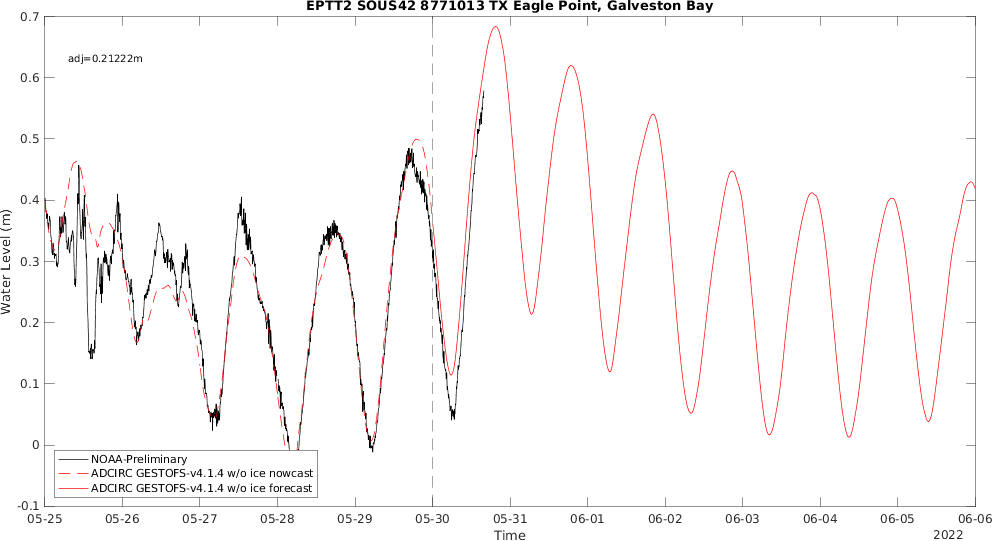 EPTT2 SOUS42 8771013 TX Eagle Point, Galveston Bay
0.7
adj=0.21222m
0.6
0.5
0.4
0.3
0.2
0.1
0
-0.1
Water Level (m)
NOAA-Preliminary
ADCIRC GESTOFS-v4.1.4 w/o ice nowcast
ADCIRC GESTOFS-v4.1.4 w/o ice forecast
05-25 05-26 05-27 05-28 05-29 05-30 05-31 06-01 06-02 06-03 06-04 06-05 06-06
Time
2022